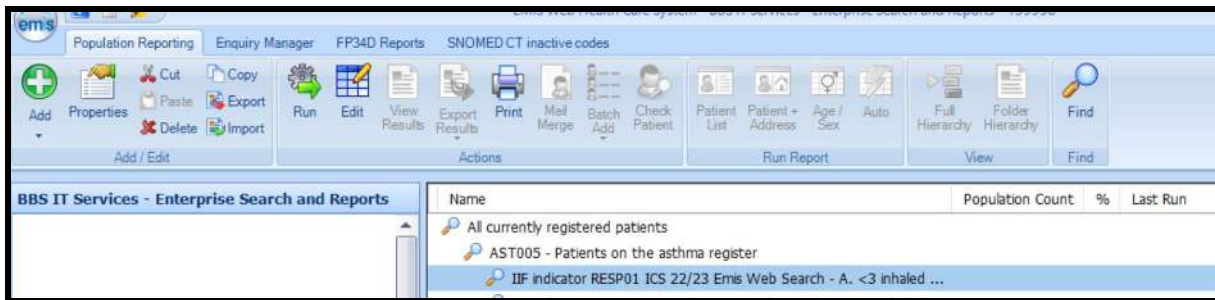 emis
Population Reporting Enquiry Manager FP34D Reports SNOMED CT inactive codes
Add
Properties
Cut
Paste
Delete
Copy
Export
Import
Run
Edit
View
Results
Export
Results
Print
Mail
Merge
Batch
Add
Check
Patient
Patient
List
Patient +
Address
Age /
Sex
Auto
Full
Hierarchy
Folder
Hierarchy
Find
Add / Edit Actions Run Report View Find
BBS IT Services - Enterprise Search and Reports
Name Population Count % Last Run
All currently registered patients
AST005 - Patients on the asthma register
IIF indicator RESP01 ICS 22/23 Emis Web Search - A. <3 inhaled ...